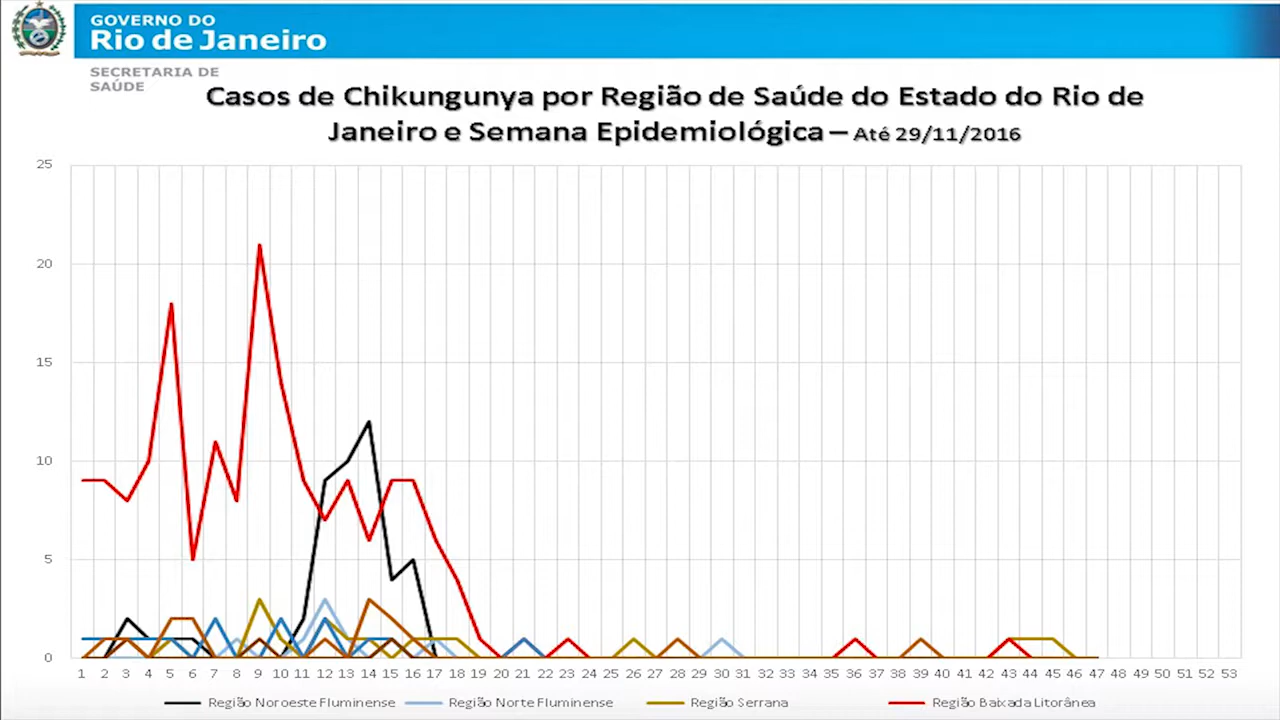 GOVERNO DO
Rio de Janeiro
SECRETARIA DE
SAÚDE
Casos de Chikungunya por Região de Saúde do Estado do Rio de
Janeiro e Semana Epidemiológica – Até 29/11/2016
25
20
15
10
5
0
1 2 3 4 5 6 7 8 9 10 11 12 13 14 15 16 17 18 19 20 21 22 23 24 25 26 27 28 29 30 31 32 33 34 35 36 37 38 39 40 41 42 43 44 45 46 47 48 49 50 51 52 53
Região Noroeste Fluminense Região Norte Fluminense Região Serrana Região Baixada Litorânea